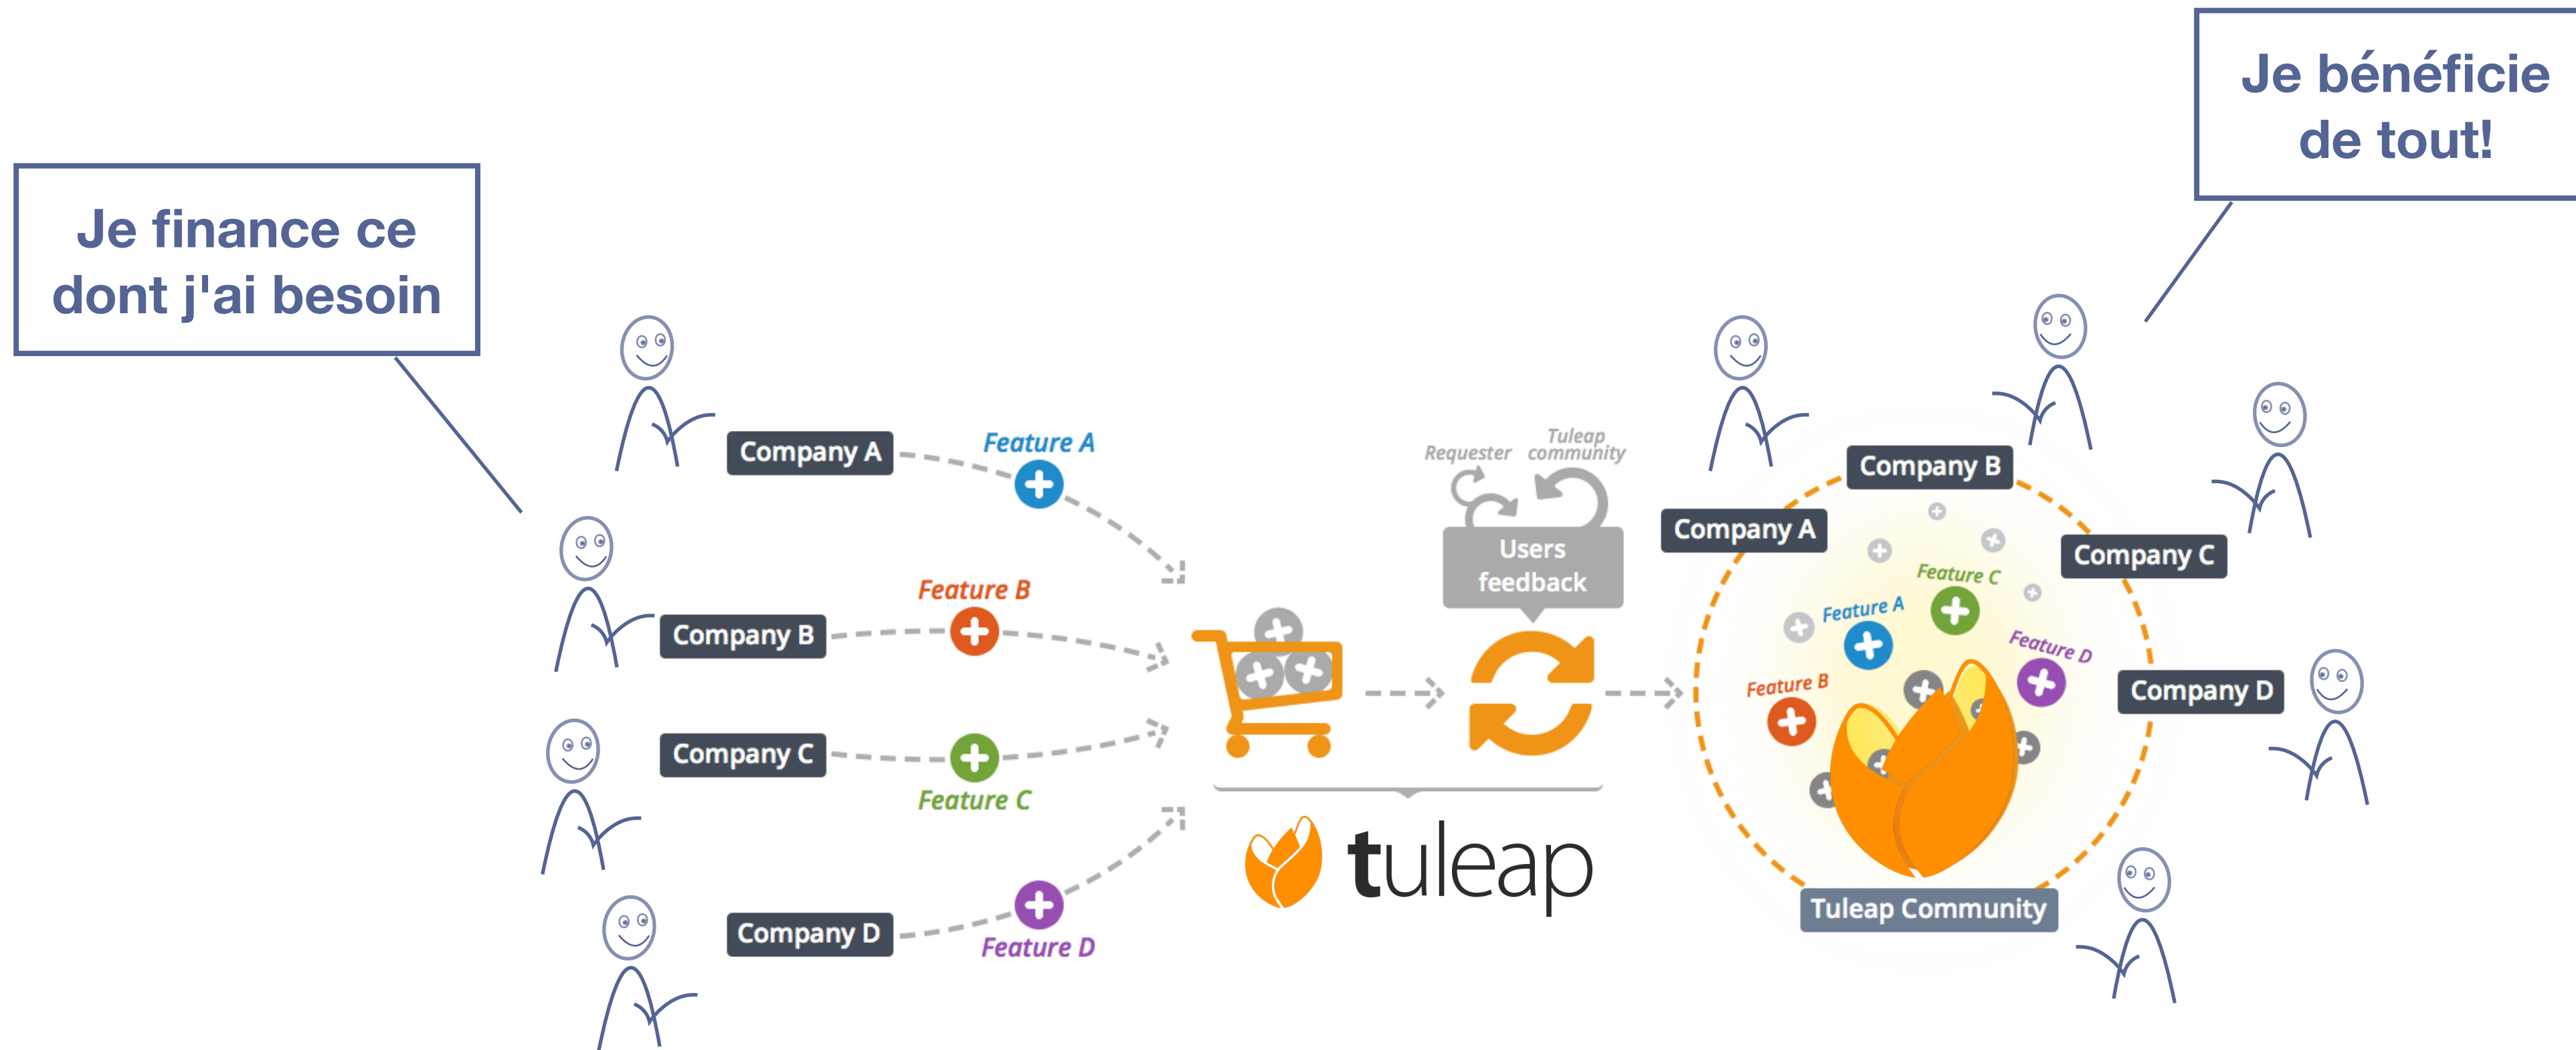 Je bénéficie
de tout!
Je finance ce
dont j'ai besoin
Company A
Feature A
Company B
Feature B
Company C
Feature C
Company D
Feature D
Requester
Tuleap
community
Users
feedback
tuleap
Company A
Company B
Company C
Company D
Feature C
Feature A
Feature D
Feature B
Tuleap Community